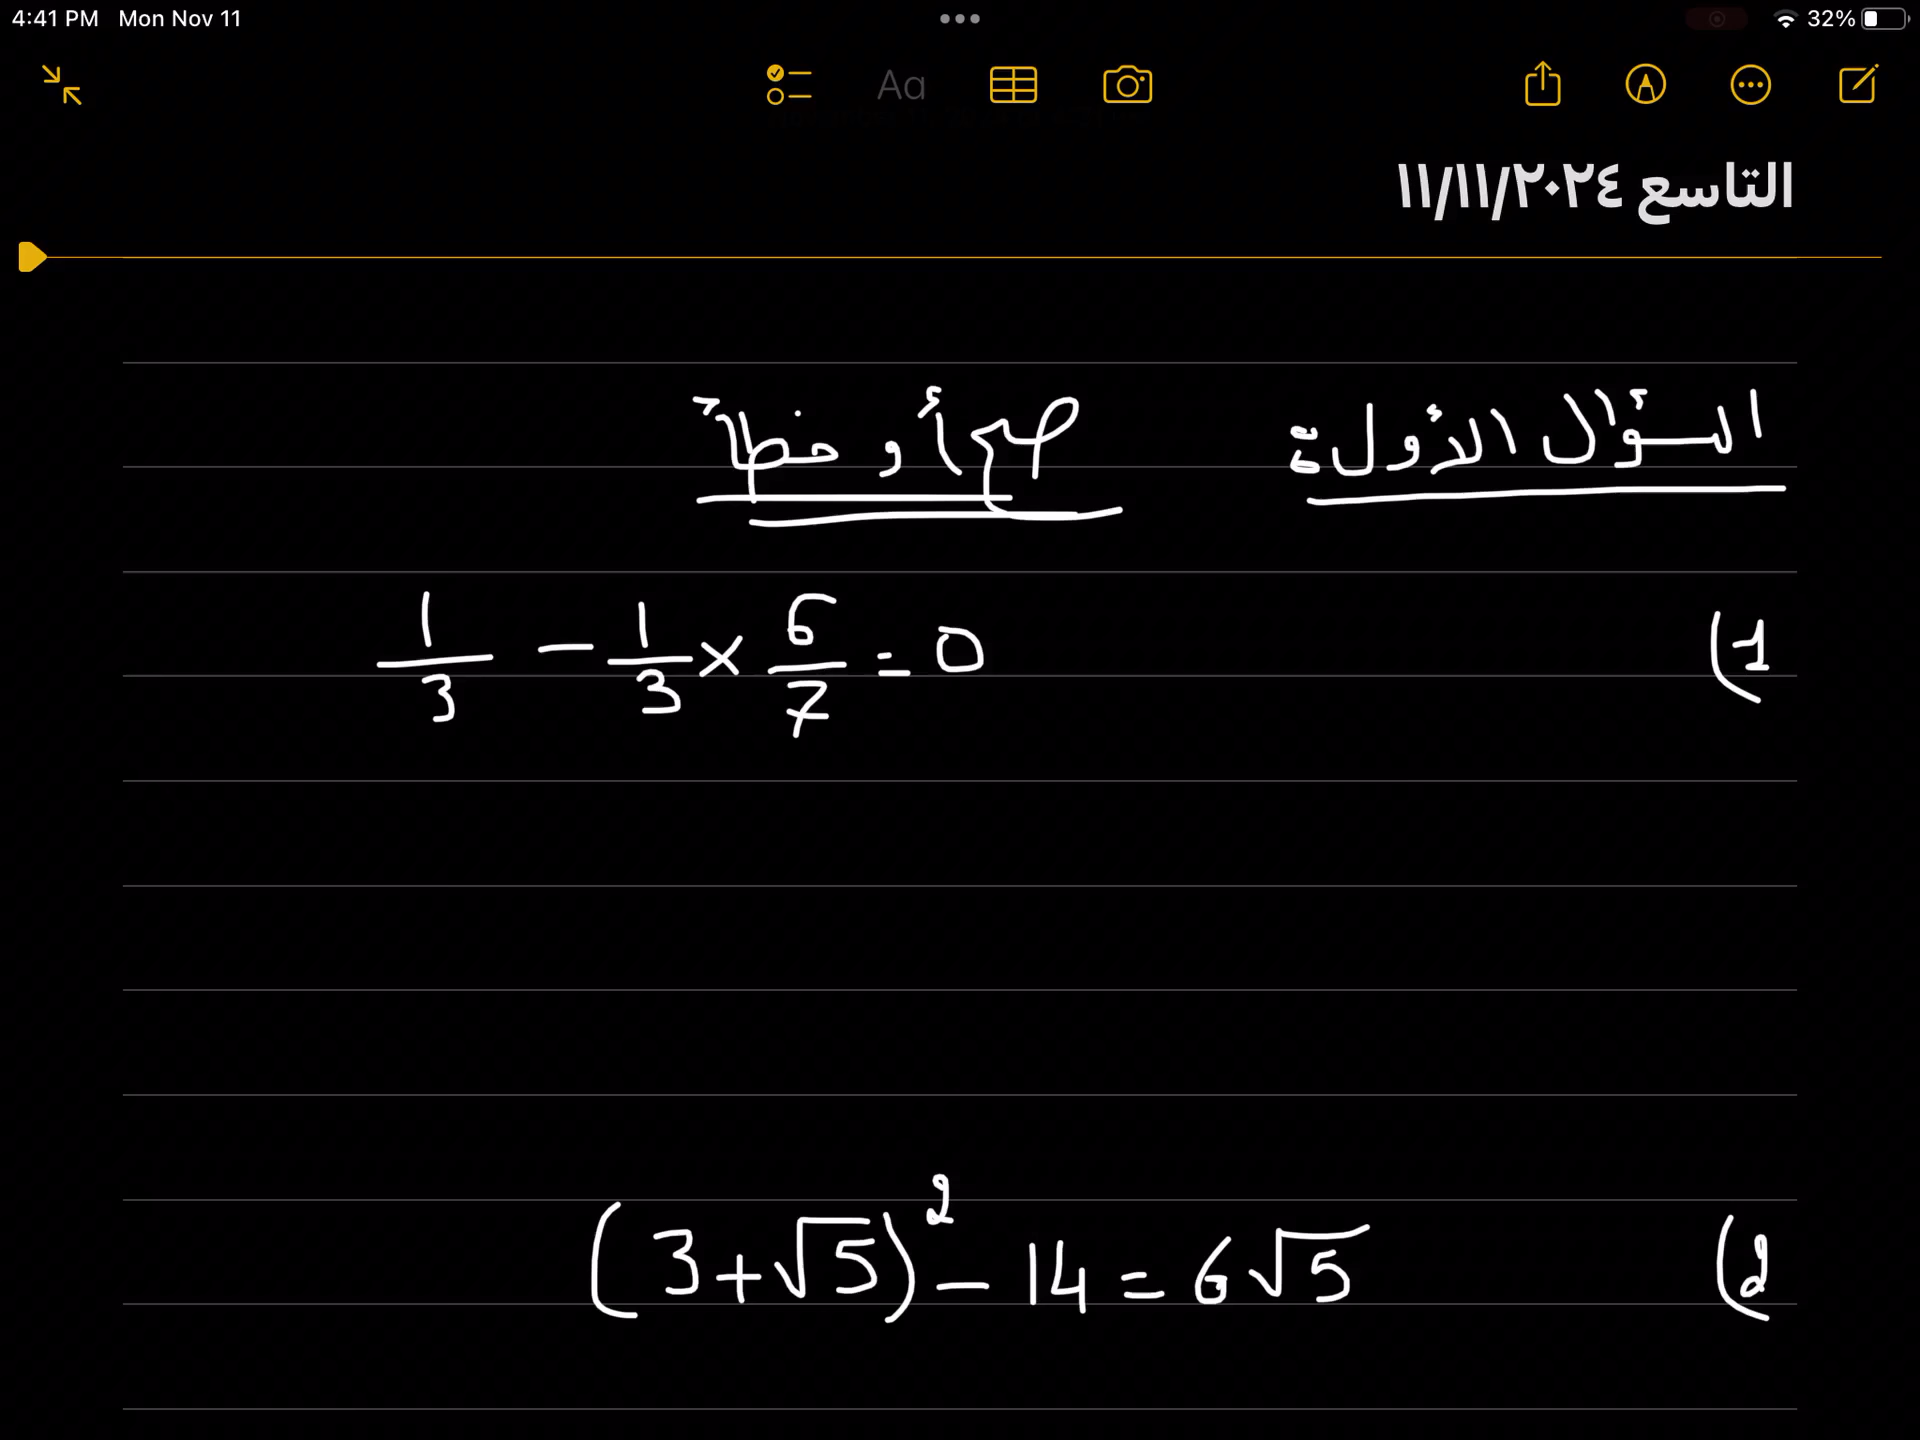 4:41 PM Mon Nov 11 32%
Aa
التاسع ١١/١١/٢٠٢٤
السؤال الأول: صح أو خطأ
1) 1/3 - 1/3 × 6/7 = 0
2) (3+√5)² - 14 = 6√5